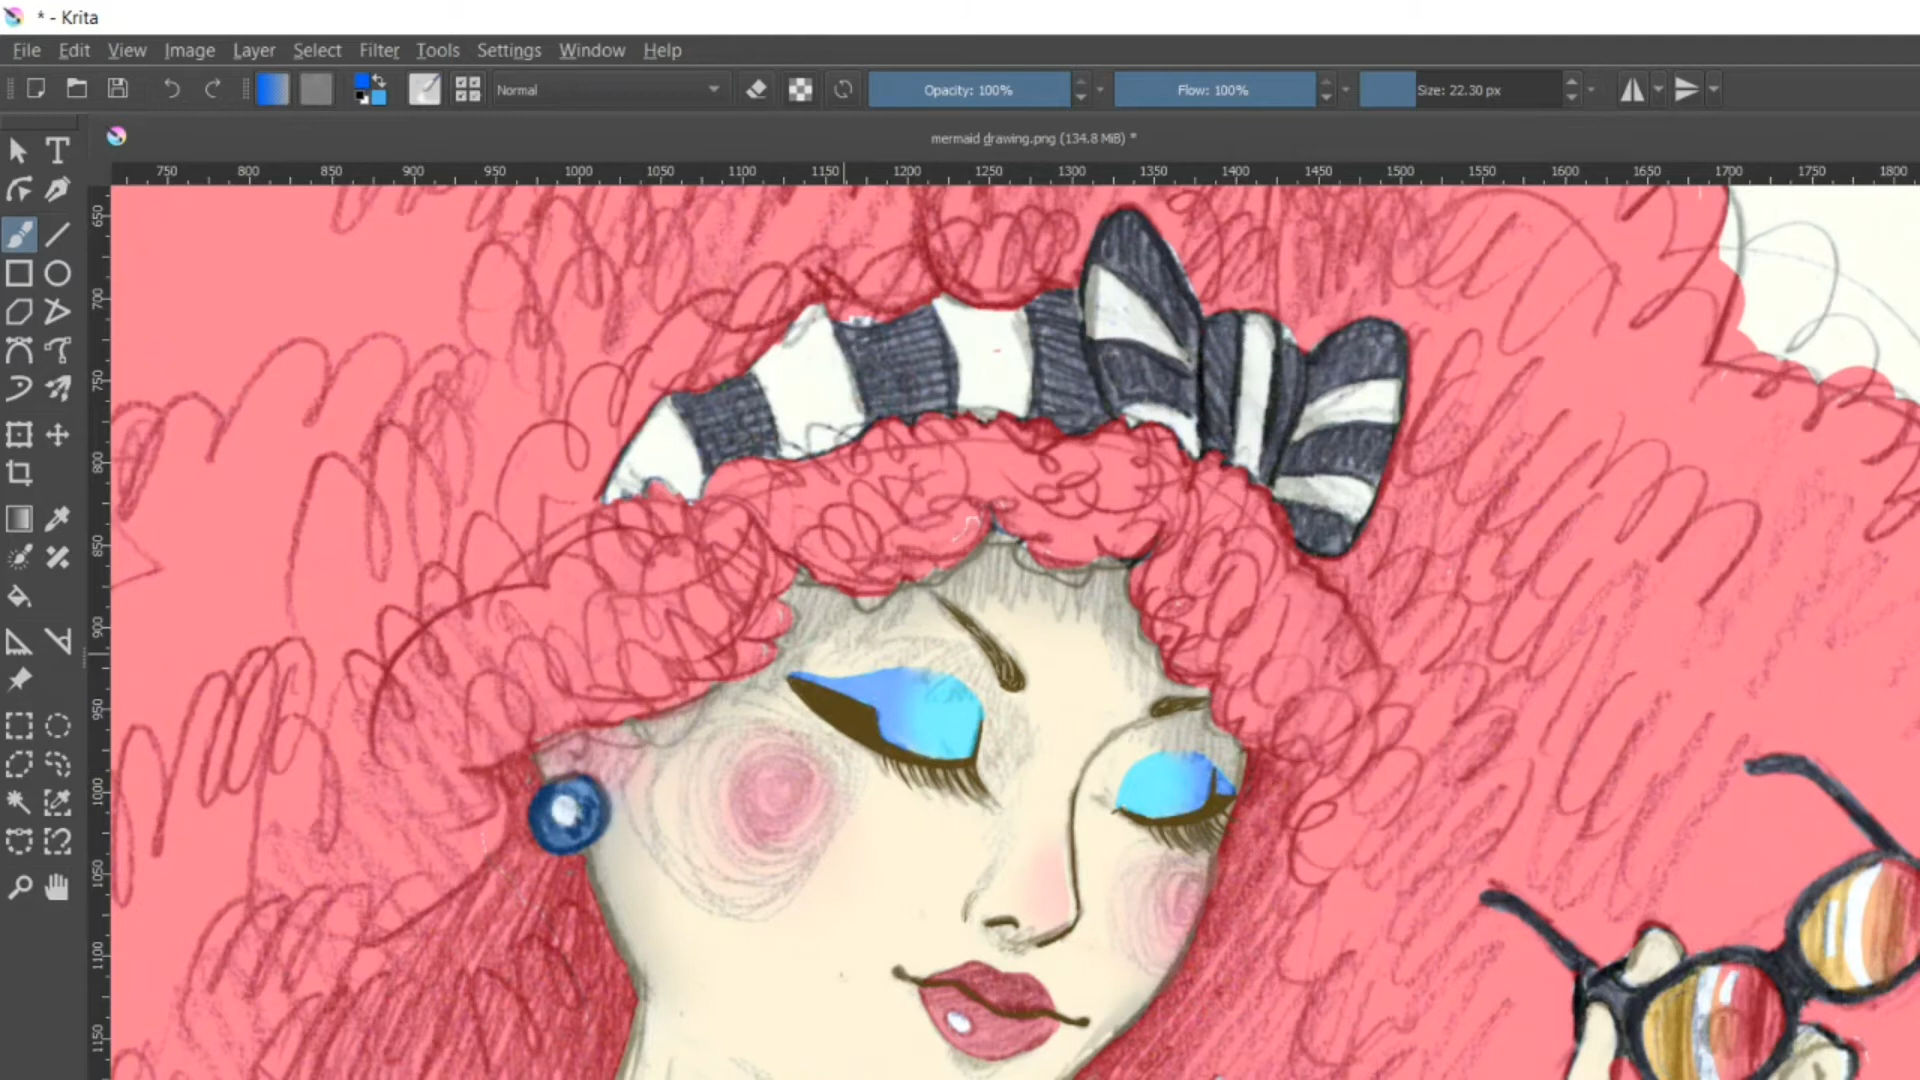 * - Krita
File Edit View Image Layer Select Filter Tools Settings Window Help
Normal Opacity: 100% Flow: 100% Size: 22.30 px
mermaid drawing.png (134.8 MiB) *
750 800 850 900 950 1000 1050 1100 1150 1200 1250 1300 1350 1400 1450 1500 1550 1600 1650 1700 1750 1800
650
700
750
800
850
900
950
1000
1050
1100
1150